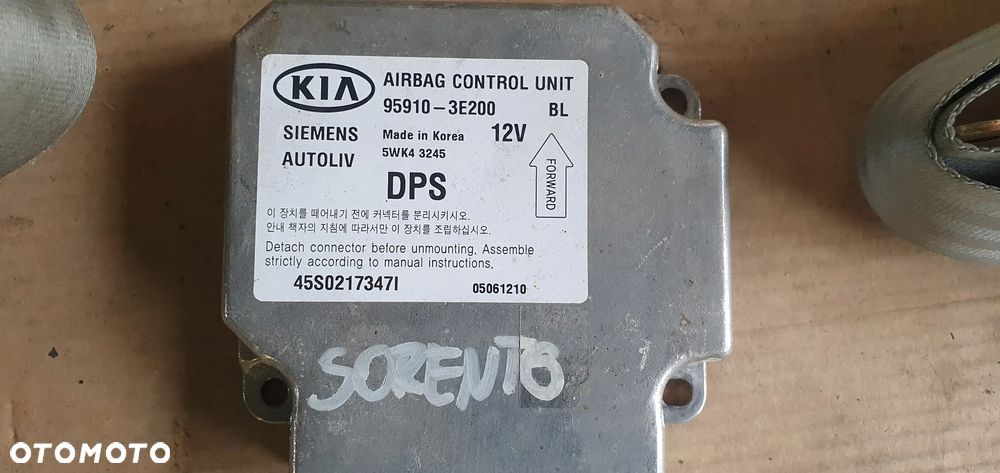 KIA AIRBAG CONTROL UNIT
95910-3E200 BL
SIEMENS Made in Korea 12V
AUTOLIV 5WK4 3245
DPS FORWARD
이 장치를 떼어내기 전에 커넥터를 분리시키시오.
안내 책자의 지침에 따라서만 이 장치를 조립하십시오.
Detach connector before unmounting. Assemble
strictly according to manual instructions.
45S0217347I 05061210
SORENTO
OTOMOTO